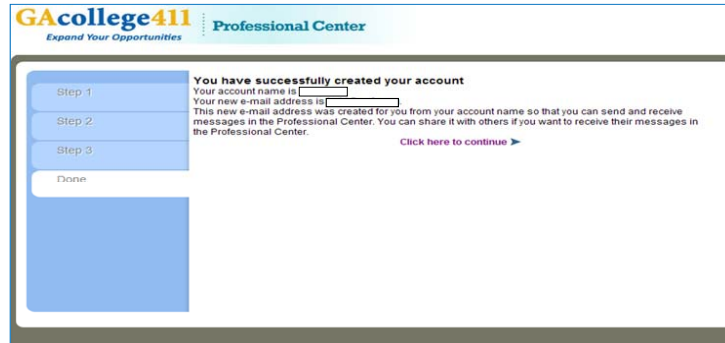 GAcollege411
Expand Your Opportunities
Professional Center
Step 1
Step 2
Step 3
Done
You have successfully created your account
Your account name is
Your new e-mail address is .
This new e-mail address was created for you from your account name so that you can send and receive
messages in the Professional Center. You can share it with others if you want to receive their messages in
the Professional Center.
Click here to continue ➤